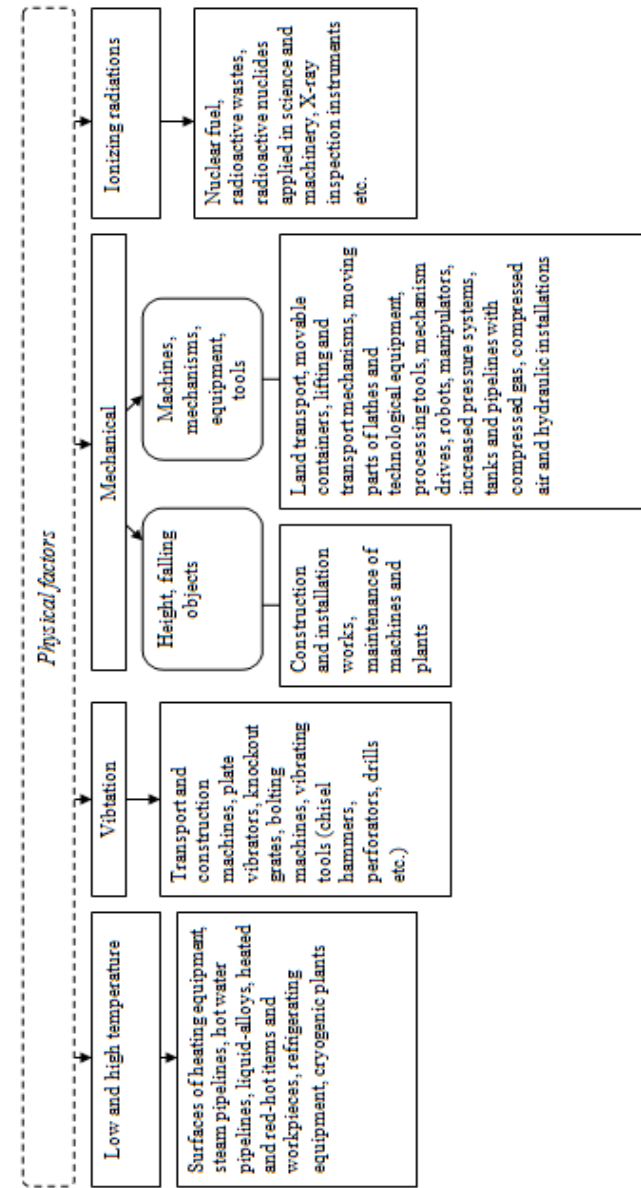 Physical factors
Low and high temperature
Surfaces of heating equipment,
steam pipelines, hot water
pipelines, liquid-alloys, heated
and red-hot items and
workpieces, refrigerating
equipment, cryogenic plants
Vibtation
Transport and
construction
machines, plate
vibrators, knockout
grates, bolting
machines, vibrating
tools (chisel
hammers,
perforators, drills
etc.)
Mechanical
Height, falling
objects
Construction
and installation
works,
maintenance of
machines and
plants
Machines,
mechanisms,
equipment,
tools
Land transport, movable
containers, lifting and
transport mechanisms, moving
parts of lathes and
technological equipment,
processing tools, mechanism
drives, robots, manipulators,
increased pressure systems,
tanks and pipelines with
compressed gas, compressed
air and hydraulic installations
Ionizing radiations
Nuclear fuel,
radioactive wastes,
radioactive nuclides
applied in science and
machinery, X-ray
inspection instruments
etc.